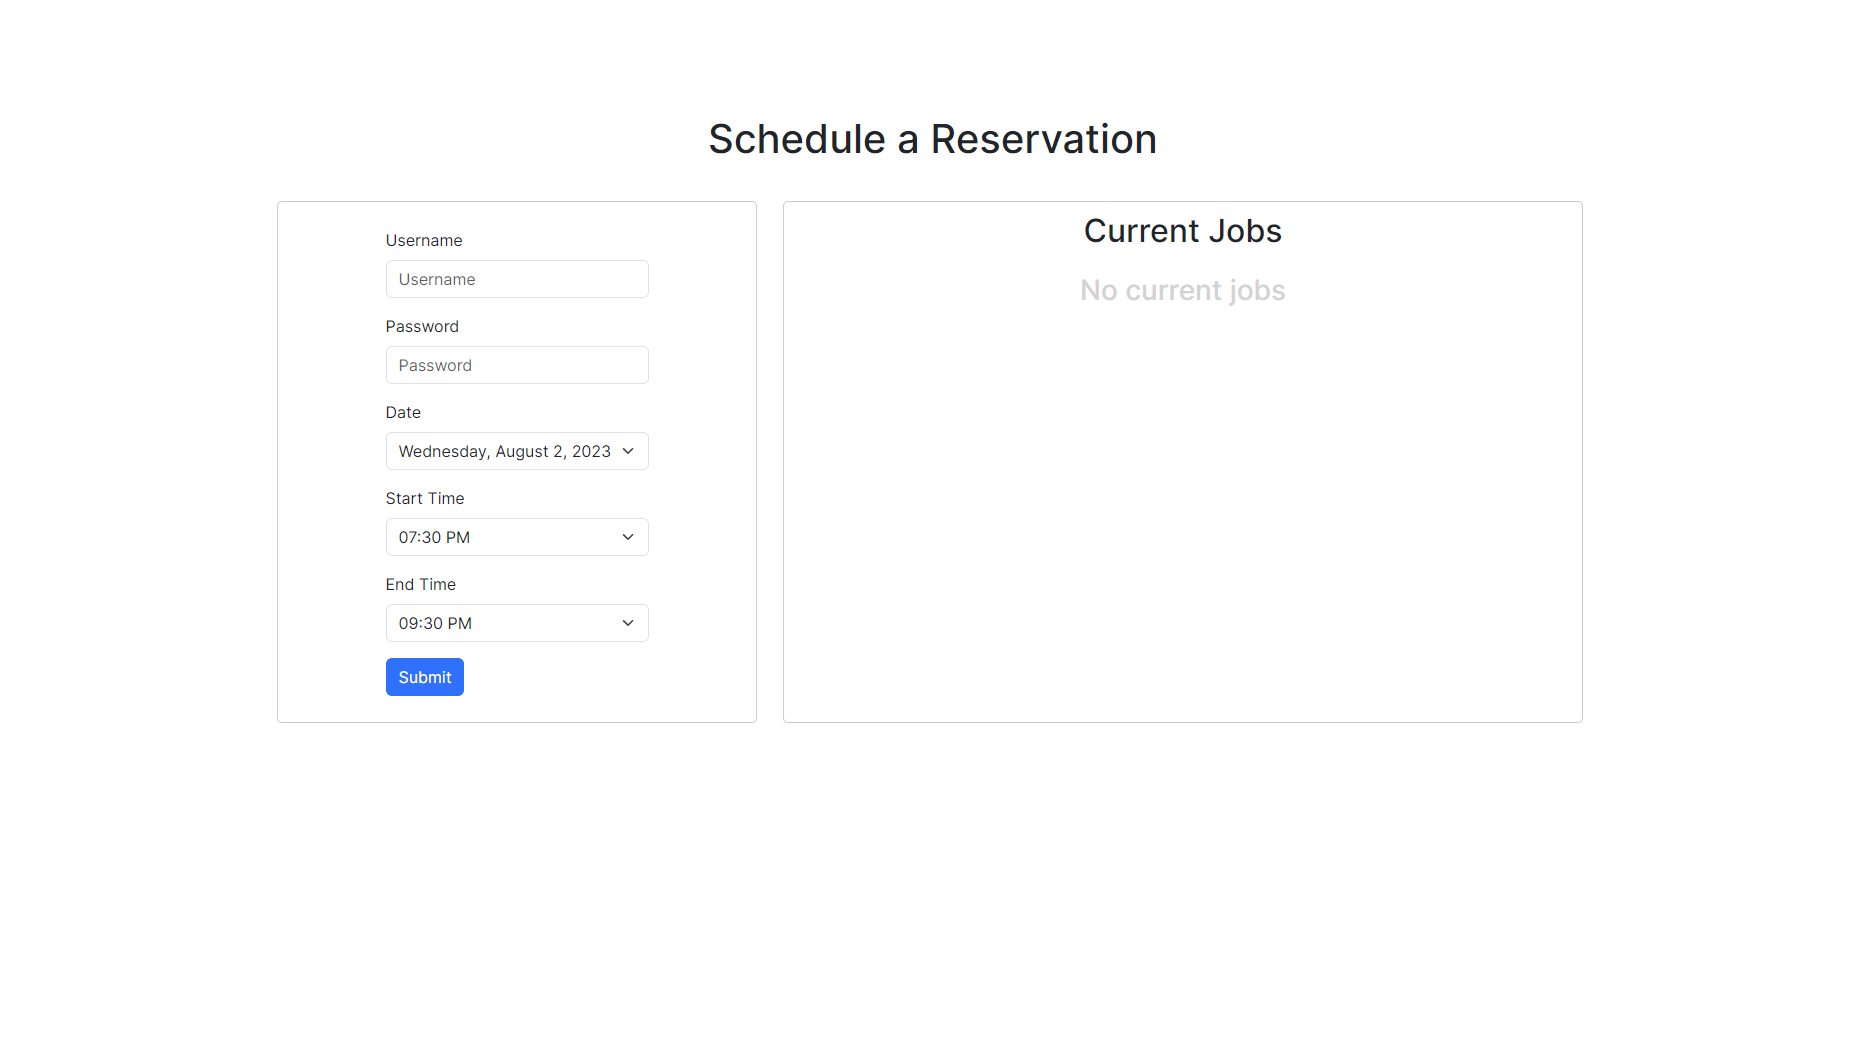 Schedule a Reservation
Username
Username
Password
Password
Date
Wednesday, August 2, 2023
Start Time
07:30 PM
End Time
09:30 PM
Submit
Current Jobs
No current jobs